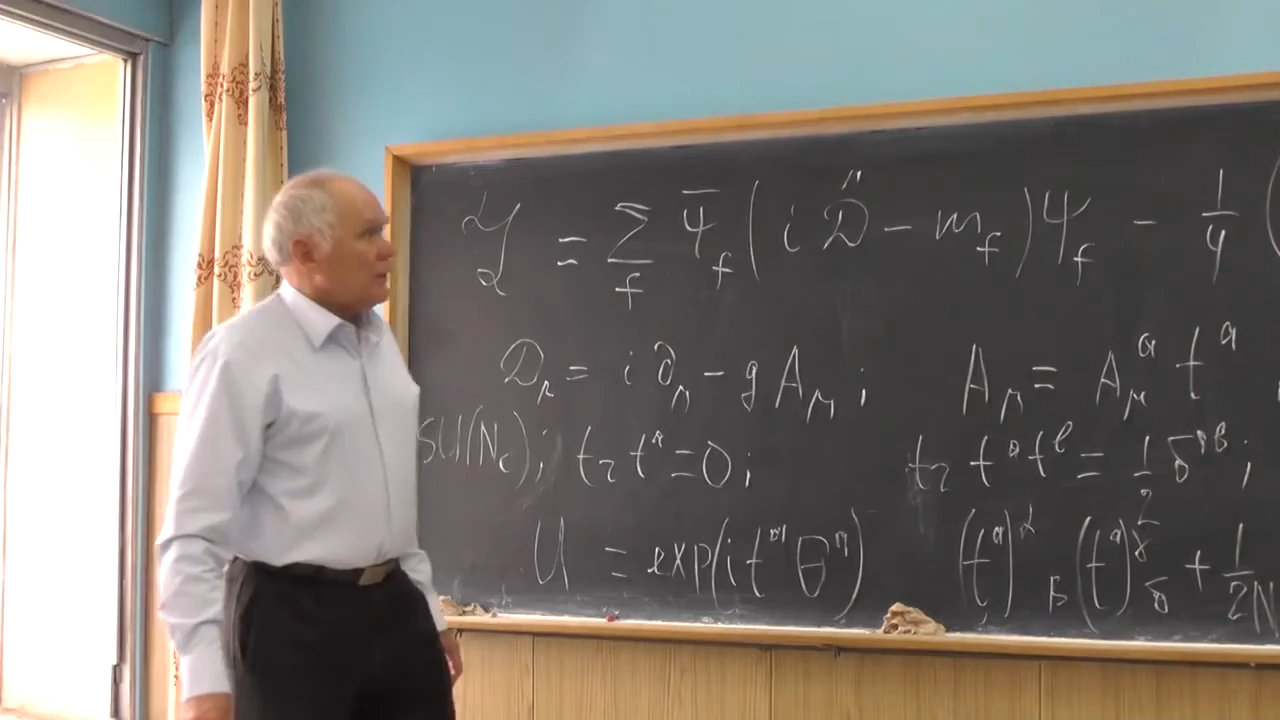 ℒ = Σ_f ψ̄_f (i D̂ − m_f) ψ_f − 1/4 (
D_μ = i ∂_μ − g A_μ ; A_μ = A_μ^a t^a
SU(N_c) ; tr t^a = 0 ; tr t^a t^b = 1/2 δ^{ab} ;
U = exp(i t^a θ^a) (t^a)^α_β (t^a)^γ_δ + 1/2N